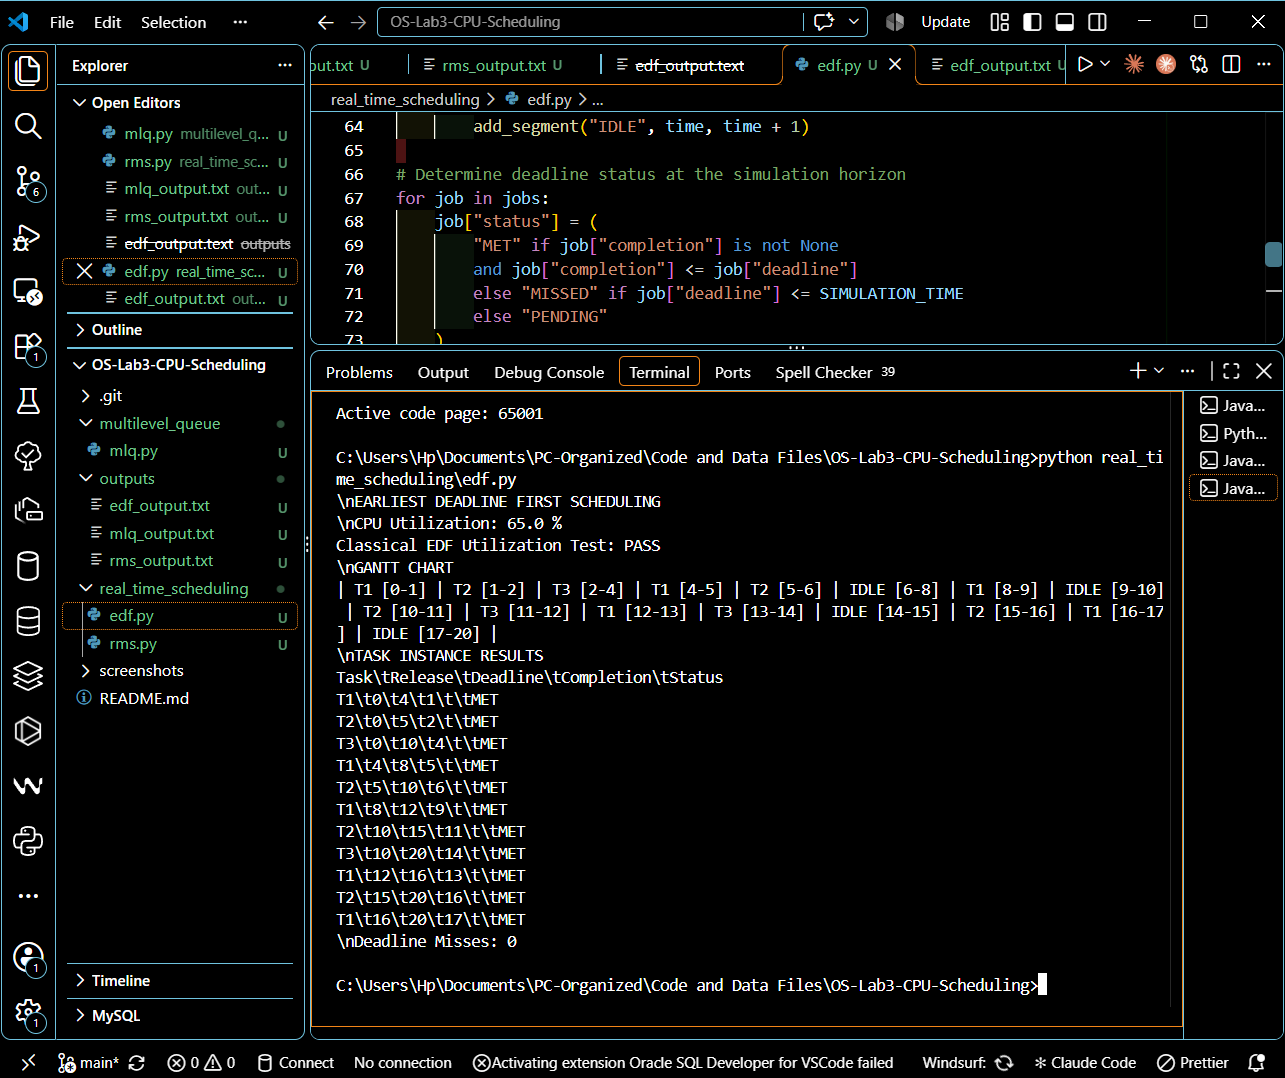 File Edit Selection ··· OS-Lab3-CPU-Scheduling Update
Explorer ···
Open Editors
mlq.py multilevel_q... U
rms.py real_time_sc... U
mlq_output.txt out... U
rms_output.txt out... U
edf_output.text outputs
edf.py real_time_sc... U
edf_output.txt out... U
Outline
OS-Lab3-CPU-Scheduling
.git
multilevel_queue
mlq.py U
outputs
edf_output.txt U
mlq_output.txt U
rms_output.txt U
real_time_scheduling
edf.py U
rms.py U
screenshots
README.md
Timeline
MySQL
6
1
1
1
put.txt U rms_output.txt U edf_output.text edf.py U edf_output.txt U
real_time_scheduling > edf.py > ...
64 add_segment("IDLE", time, time + 1)
65
66 # Determine deadline status at the simulation horizon
67 for job in jobs:
68 job["status"] = (
69 "MET" if job["completion"] is not None
70 and job["completion"] <= job["deadline"]
71 else "MISSED" if job["deadline"] <= SIMULATION_TIME
72 else "PENDING"
73 )
Problems Output Debug Console Terminal Ports Spell Checker 39
Active code page: 65001
C:\Users\Hp\Documents\PC-Organized\Code and Data Files\OS-Lab3-CPU-Scheduling>python real_ti
me_scheduling\edf.py
\nEARLIEST DEADLINE FIRST SCHEDULING
\nCPU Utilization: 65.0 %
Classical EDF Utilization Test: PASS
\nGANTT CHART
| T1 [0-1] | T2 [1-2] | T3 [2-4] | T1 [4-5] | T2 [5-6] | IDLE [6-8] | T1 [8-9] | IDLE [9-10]
| T2 [10-11] | T3 [11-12] | T1 [12-13] | T3 [13-14] | IDLE [14-15] | T2 [15-16] | T1 [16-17
] | IDLE [17-20] |
\nTASK INSTANCE RESULTS
Task\tRelease\tDeadline\tCompletion\tStatus
T1\t0\t4\t1\t\tMET
T2\t0\t5\t2\t\tMET
T3\t0\t10\t4\t\tMET
T1\t4\t8\t5\t\tMET
T2\t5\t10\t6\t\tMET
T1\t8\t12\t9\t\tMET
T2\t10\t15\t11\t\tMET
T3\t10\t20\t14\t\tMET
T1\t12\t16\t13\t\tMET
T2\t15\t20\t16\t\tMET
T1\t16\t20\t17\t\tMET
\nDeadline Misses: 0
C:\Users\Hp\Documents\PC-Organized\Code and Data Files\OS-Lab3-CPU-Scheduling>
Java...
Pyth...
Java...
Java...
main* 0 0 Connect No connection Activating extension Oracle SQL Developer for VSCode failed Windsurf: Claude Code Prettier